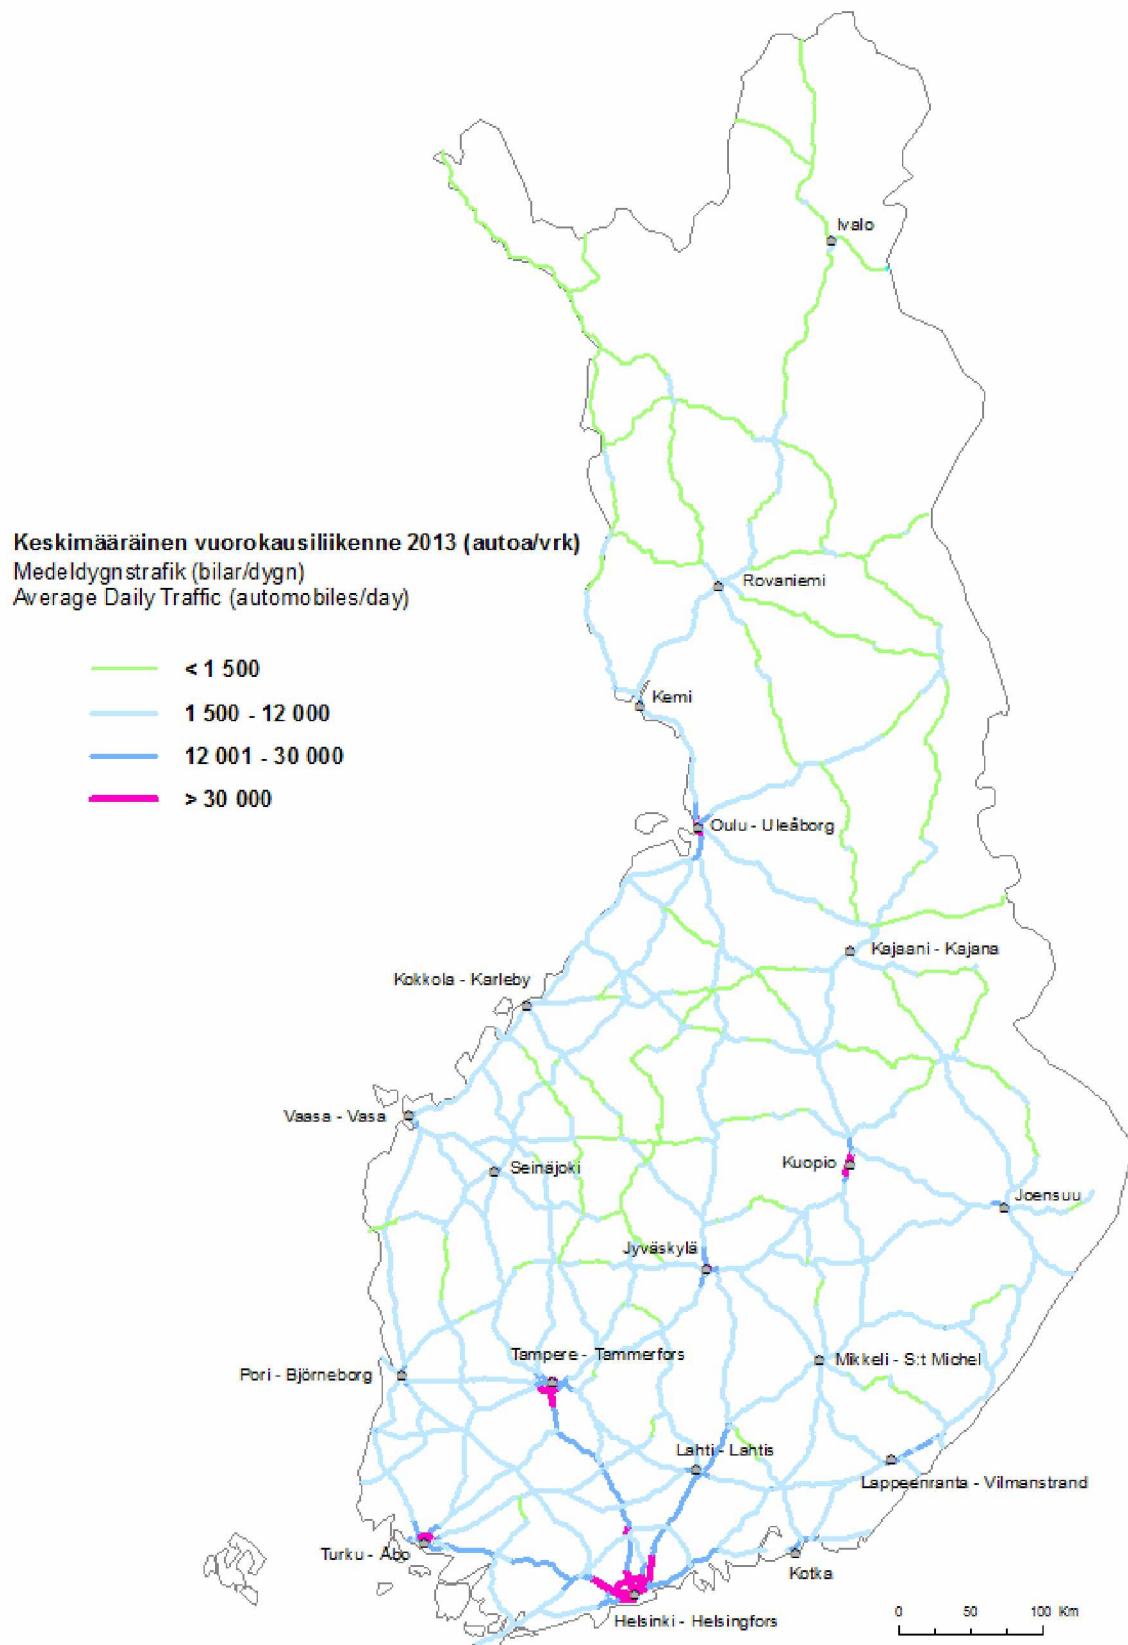 Ivalo
Keskimääräinen vuorokausiliikenne 2013 (autoa/vrk)
Medeldygnstrafik (bilar/dygn)
Average Daily Traffic (automobiles/day)
Rovaniemi
< 1 500
Kemi
1 500 - 12 000
12 001 - 30 000
> 30 000
Oulu - Uleåborg
Kajaani - Kajana
Kokkola - Karleby
Vaasa - Vasa
Seinäjoki
Kuopio
Joensuu
Jyväskylä
Tampere - Tammerfors
Mikkeli - S:t Michel
Pori - Björneborg
Lahti - Lahtis
Lappeenranta - Vilmanstrand
Turku - Åbo
Kotka
Helsinki - Helsingfors
0 50 100 Km